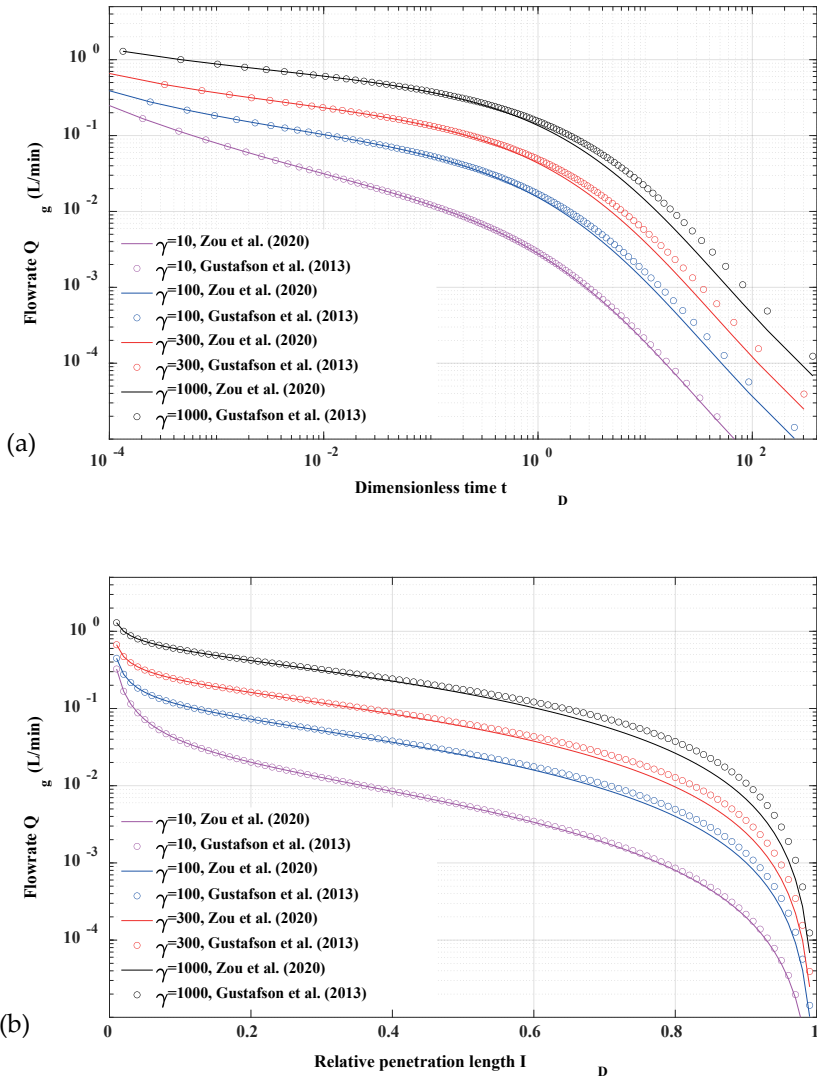 10 0
10 -1
10 -2
10 -3
10 -4
Flowrate Q g (L/min)
γ=10, Zou et al. (2020)
γ=10, Gustafson et al. (2013)
γ=100, Zou et al. (2020)
γ=100, Gustafson et al. (2013)
γ=300, Zou et al. (2020)
γ=300, Gustafson et al. (2013)
γ=1000, Zou et al. (2020)
γ=1000, Gustafson et al. (2013)
(a)
10 -4
10 -2
10 0
10 2
Dimensionless time t D
10 0
10 -1
10 -2
10 -3
10 -4
Flowrate Q g (L/min)
γ=10, Zou et al. (2020)
γ=10, Gustafson et al. (2013)
γ=100, Zou et al. (2020)
γ=100, Gustafson et al. (2013)
γ=300, Zou et al. (2020)
γ=300, Gustafson et al. (2013)
γ=1000, Zou et al. (2020)
γ=1000, Gustafson et al. (2013)
(b)
0
0.2
0.4
0.6
0.8
1
Relative penetration length I D